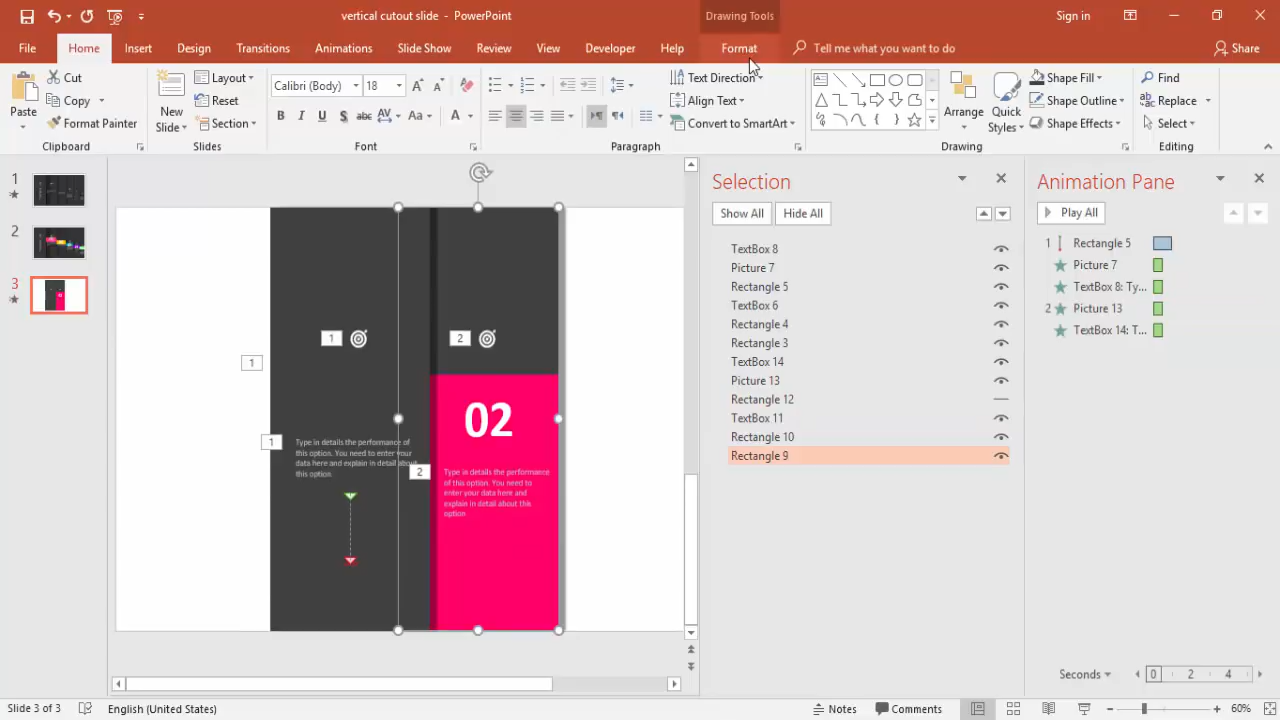 vertical cutout slide - PowerPoint
Drawing Tools
Sign in
File
Home
Insert
Design
Transitions
Animations
Slide Show
Review
View
Developer
Help
Format
Tell me what you want to do
Share
Paste
Cut
Copy
Format Painter
Clipboard
New
Slide
Layout
Reset
Section
Slides
Calibri (Body)
18
Font
Text Direction
Align Text
Convert to SmartArt
Paragraph
Arrange
Quick
Styles
Shape Fill
Shape Outline
Shape Effects
Drawing
Find
Replace
Select
Editing
1
2
3
1
2
1
1
2
02
Type in details the performance of
this option. You need to enter your
data here and explain in detail about
this option
Type in details the performance
of this option. You need to
enter your data here and
explain in detail about this
option
Selection
Show All
Hide All
TextBox 8
Picture 7
Rectangle 5
TextBox 6
Rectangle 4
Rectangle 3
TextBox 14
Picture 13
Rectangle 12
TextBox 11
Rectangle 10
Rectangle 9
Animation Pane
Play All
1 Rectangle 5
Picture 7
TextBox 8: Ty...
2 Picture 13
TextBox 14: T...
Seconds
0 2 4
Slide 3 of 3
English (United States)
Notes
Comments
60%